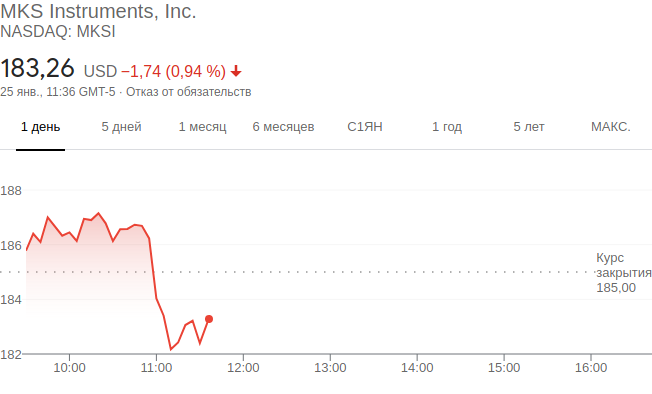 MKS Instruments, Inc.
NASDAQ: MKSI
183,26 USD −1,74 (0,94 %)
25 янв., 11:36 GMT-5 · Отказ от обязательств
1 день 5 дней 1 месяц 6 месяцев С1ЯН 1 год 5 лет МАКС.
188
186
Курс
закрытия
185,00
184
182
10:00 11:00 12:00 13:00 14:00 15:00 16:00